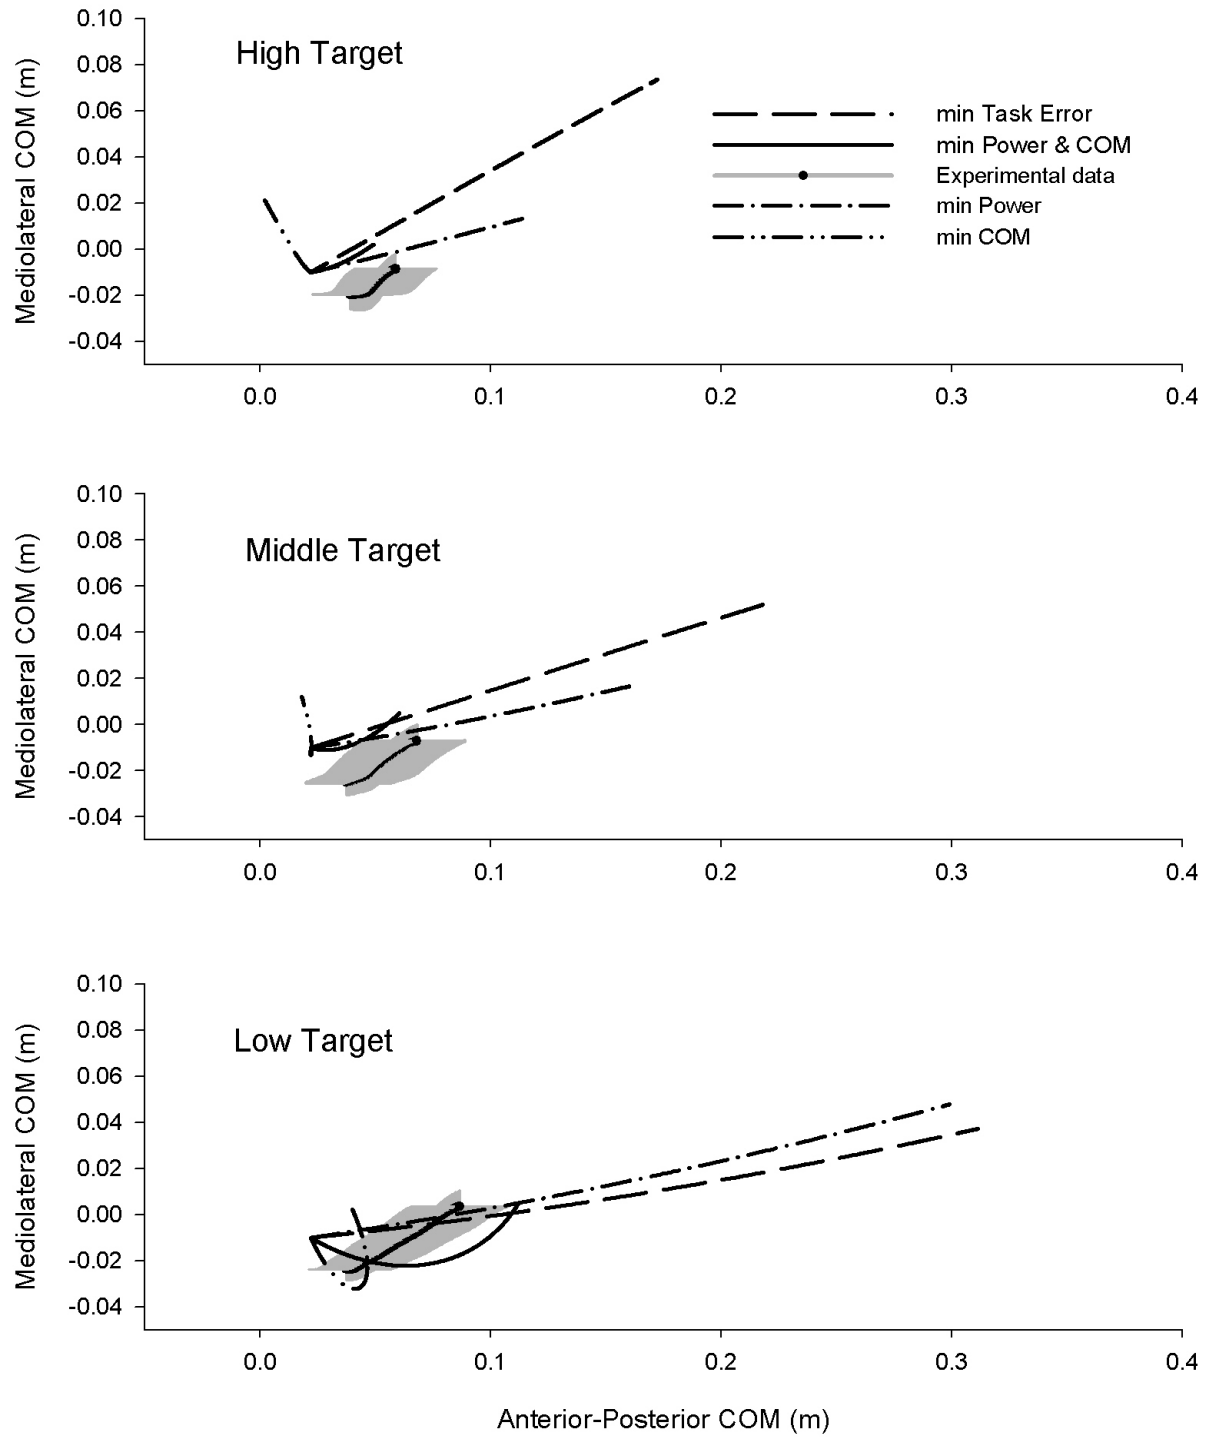 High Target
Mediolateral COM (m)
0.10
0.08
0.06
0.04
0.02
0.00
-0.02
-0.04
min Task Error
min Power & COM
Experimental data
min Power
min COM
0.0 0.1 0.2 0.3 0.4
Middle Target
Mediolateral COM (m)
0.10
0.08
0.06
0.04
0.02
0.00
-0.02
-0.04
0.0 0.1 0.2 0.3 0.4
Low Target
Mediolateral COM (m)
0.10
0.08
0.06
0.04
0.02
0.00
-0.02
-0.04
0.0 0.1 0.2 0.3 0.4
Anterior-Posterior COM (m)